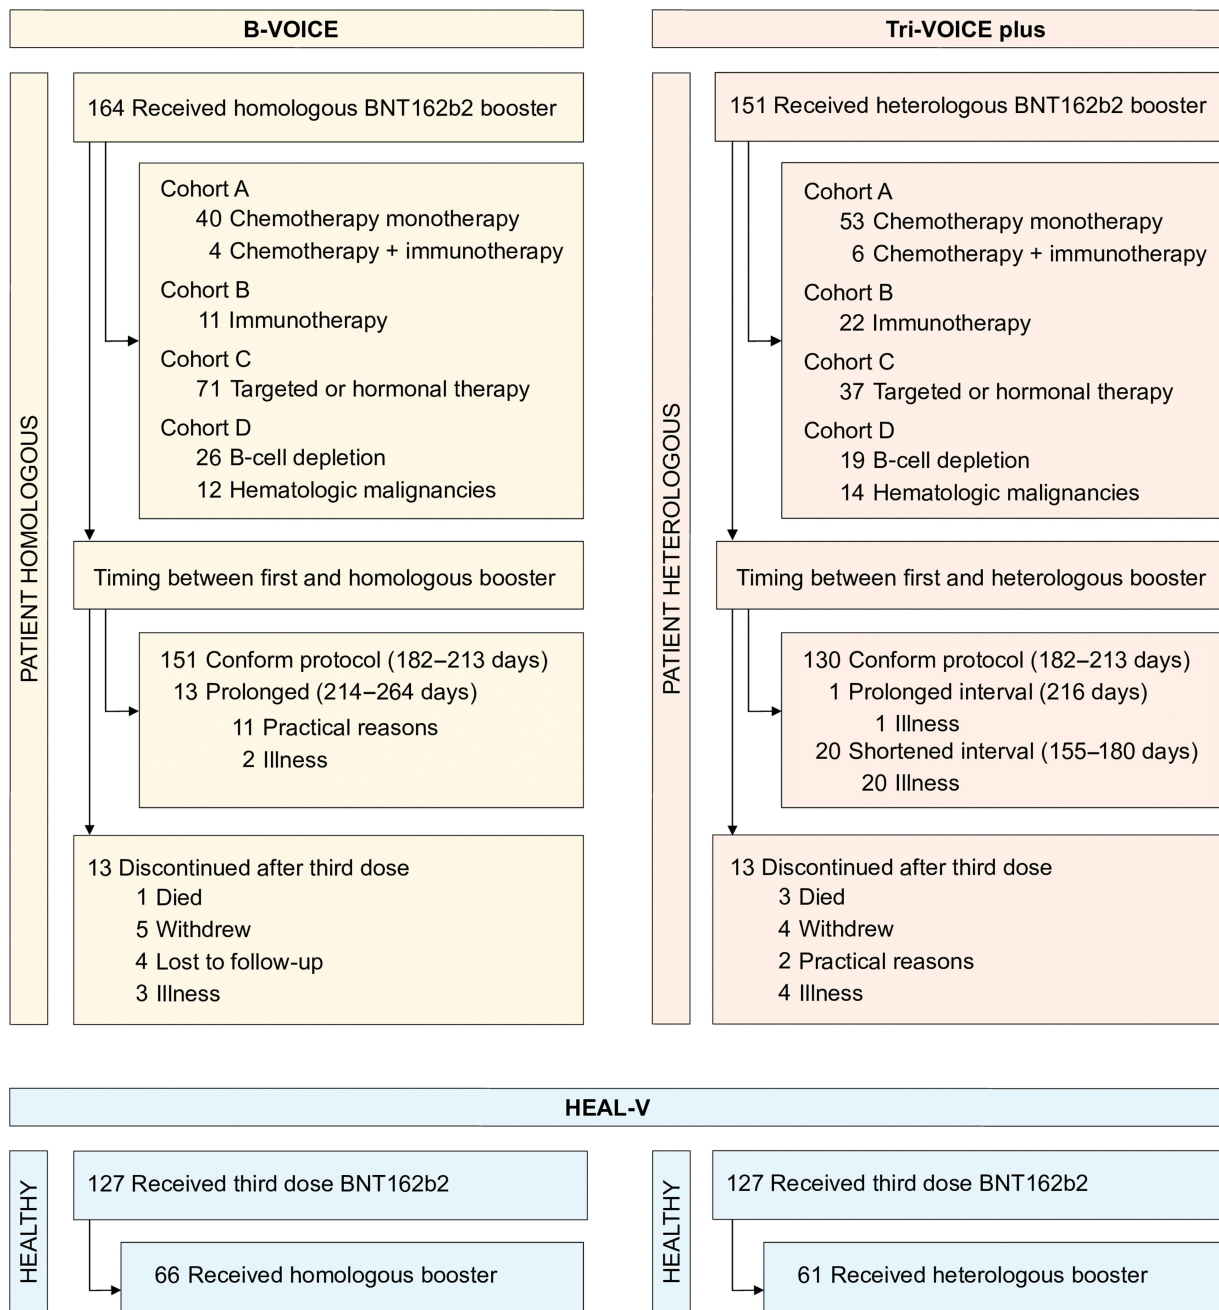 B-VOICE
PATIENT HOMOLOGOUS
164 Received homologous BNT162b2 booster
Cohort A
40 Chemotherapy monotherapy
4 Chemotherapy + immunotherapy
Cohort B
11 Immunotherapy
Cohort C
71 Targeted or hormonal therapy
Cohort D
26 B-cell depletion
12 Hematologic malignancies
Timing between first and homologous booster
151 Conform protocol (182–213 days)
13 Prolonged (214–264 days)
11 Practical reasons
2 Illness
13 Discontinued after third dose
1 Died
5 Withdrew
4 Lost to follow-up
3 Illness
Tri-VOICE plus
PATIENT HETEROLOGOUS
151 Received heterologous BNT162b2 booster
Cohort A
53 Chemotherapy monotherapy
6 Chemotherapy + immunotherapy
Cohort B
22 Immunotherapy
Cohort C
37 Targeted or hormonal therapy
Cohort D
19 B-cell depletion
14 Hematologic malignancies
Timing between first and heterologous booster
130 Conform protocol (182–213 days)
1 Prolonged interval (216 days)
1 Illness
20 Shortened interval (155–180 days)
20 Illness
13 Discontinued after third dose
3 Died
4 Withdrew
2 Practical reasons
4 Illness
HEAL-V
HEALTHY
127 Received third dose BNT162b2
66 Received homologous booster
HEALTHY
127 Received third dose BNT162b2
61 Received heterologous booster